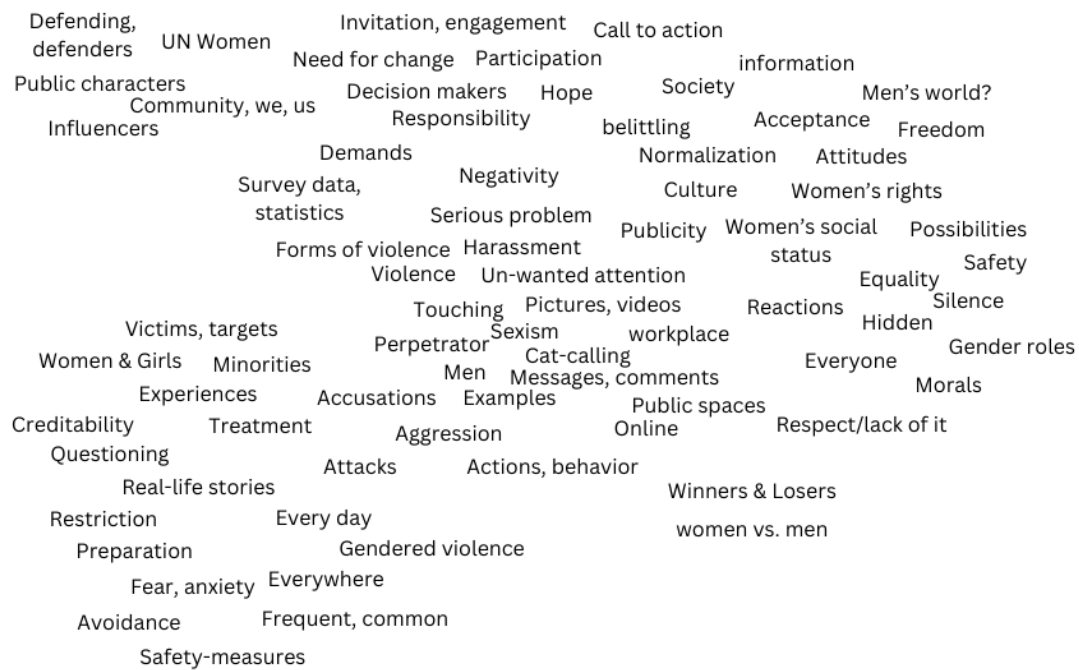 Defending,
defenders
UN Women
Invitation, engagement
Call to action
Need for change
Participation
information
Public characters
Community, we, us
Decision makers
Hope
Society
Men's world?
Influencers
Responsibility
belittling
Acceptance
Freedom
Demands
Normalization
Attitudes
Survey data,
statistics
Negativity
Culture
Women's rights
Serious problem
Publicity
Women's social
status
Possibilities
Forms of violence
Harassment
Safety
Violence
Un-wanted attention
Equality
Silence
Touching
Pictures, videos
Reactions
Hidden
Victims, targets
Sexism
workplace
Perpetrator
Cat-calling
Gender roles
Women & Girls
Minorities
Everyone
Men
Messages, comments
Morals
Experiences
Accusations
Examples
Public spaces
Creditability
Treatment
Online
Respect/lack of it
Aggression
Questioning
Attacks
Actions, behavior
Real-life stories
Winners & Losers
Restriction
Every day
women vs. men
Preparation
Gendered violence
Fear, anxiety
Everywhere
Avoidance
Frequent, common
Safety-measures